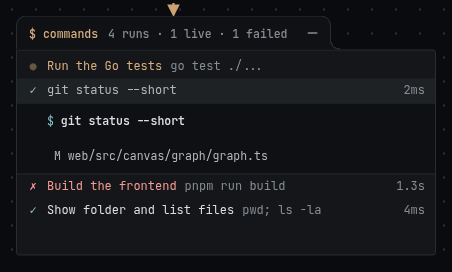 $ commands 4 runs · 1 live · 1 failed —
● Run the Go tests go test ./...
✓ git status --short 2ms
$ git status --short
M web/src/canvas/graph/graph.ts
✗ Build the frontend pnpm run build 1.3s
✓ Show folder and list files pwd; ls -la 4ms